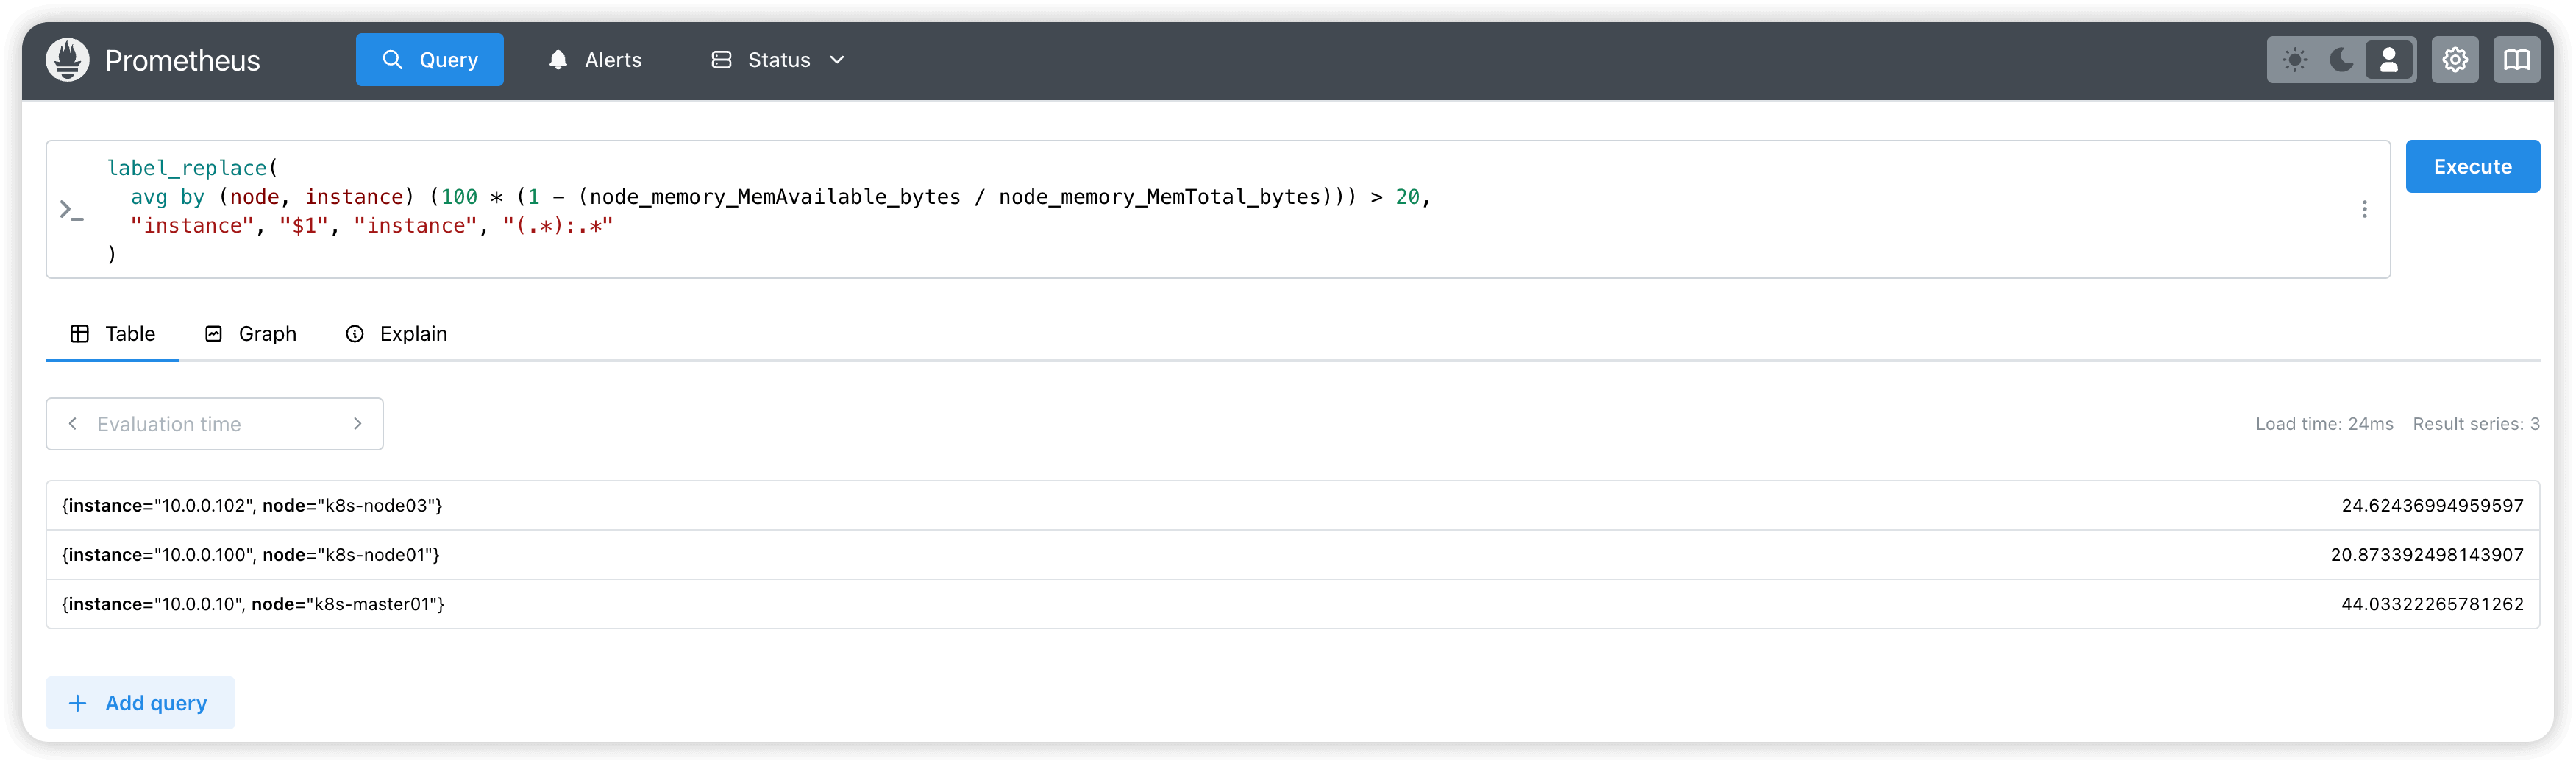 Prometheus
Query
Alerts
Status
label_replace(
  avg by (node, instance) (100 * (1 - (node_memory_MemAvailable_bytes / node_memory_MemTotal_bytes))) > 20,
  "instance", "$1", "instance", "(.*):.*"
)
Execute
Table
Graph
Explain
Evaluation time
Load time: 24ms
Result series: 3
{instance="10.0.0.102", node="k8s-node03"} 24.62436994959597
{instance="10.0.0.100", node="k8s-node01"} 20.873392498143907
{instance="10.0.0.10", node="k8s-master01"} 44.03322265781262
Add query